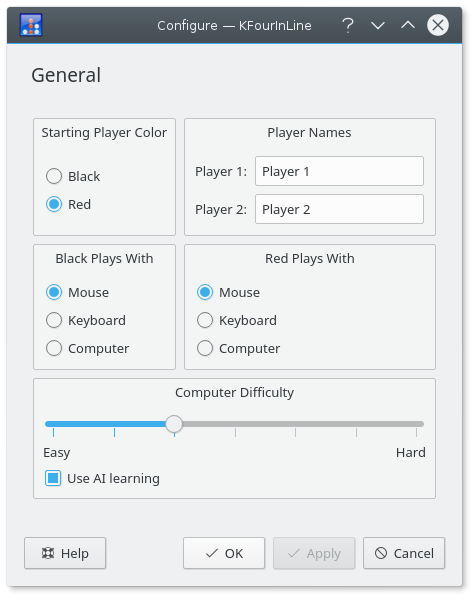 Configure — KFourInLine
General
Starting Player Color
Black
Red
Player Names
Player 1: Player 1
Player 2: Player 2
Black Plays With
Mouse
Keyboard
Computer
Red Plays With
Mouse
Keyboard
Computer
Computer Difficulty
Easy Hard
Use AI learning
Help OK Apply Cancel